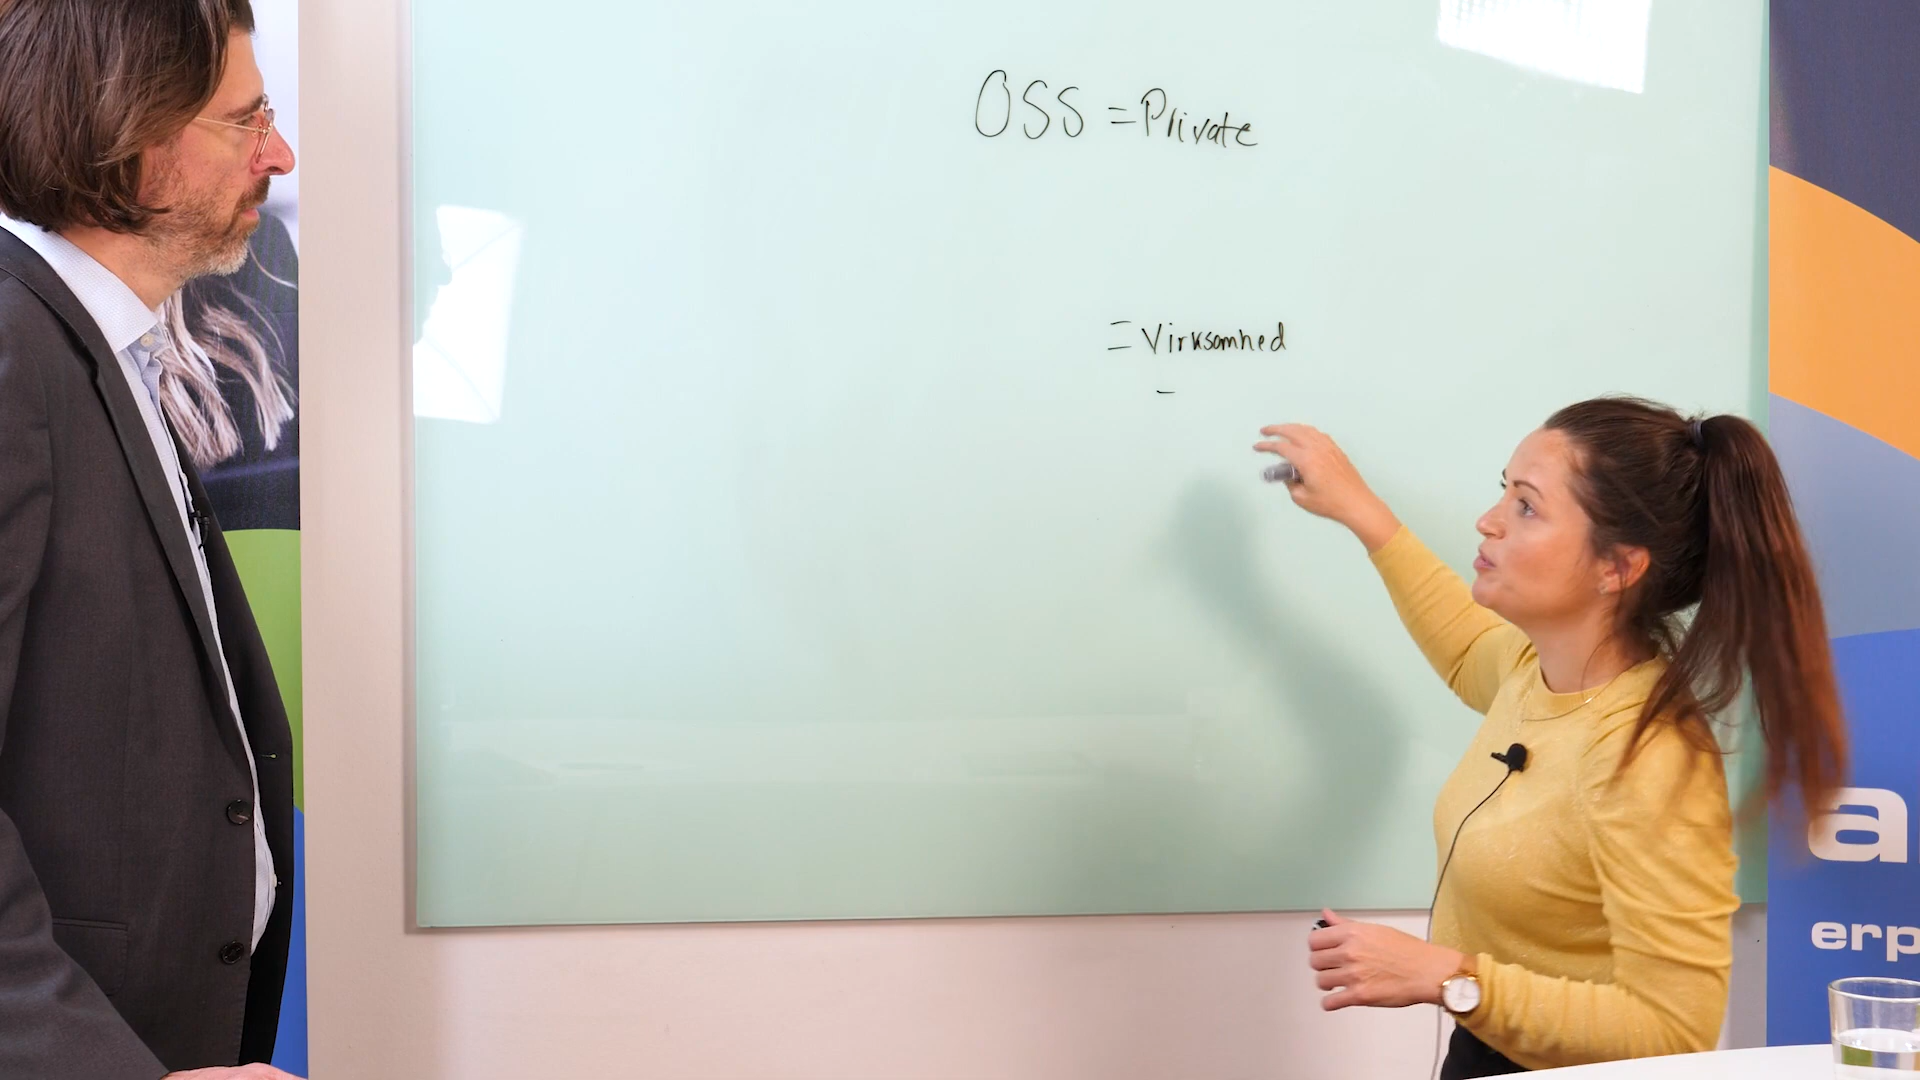 OSS = Private
= Virksomhed
-
a
erp